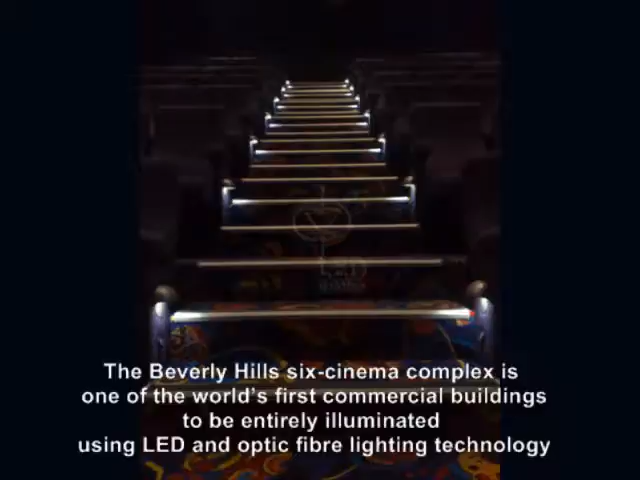 LED
The Beverly Hills six-cinema complex is
one of the world's first commercial buildings
to be entirely illuminated
using LED and optic fibre lighting technology